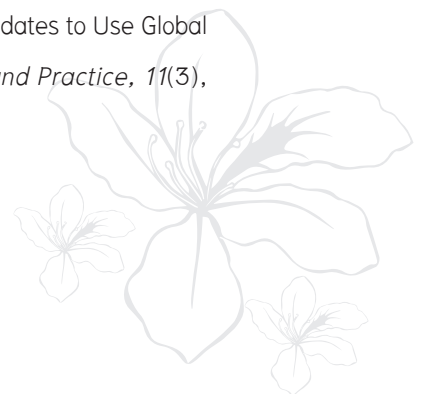 dates to Use Global
nd Practice, 11(3),